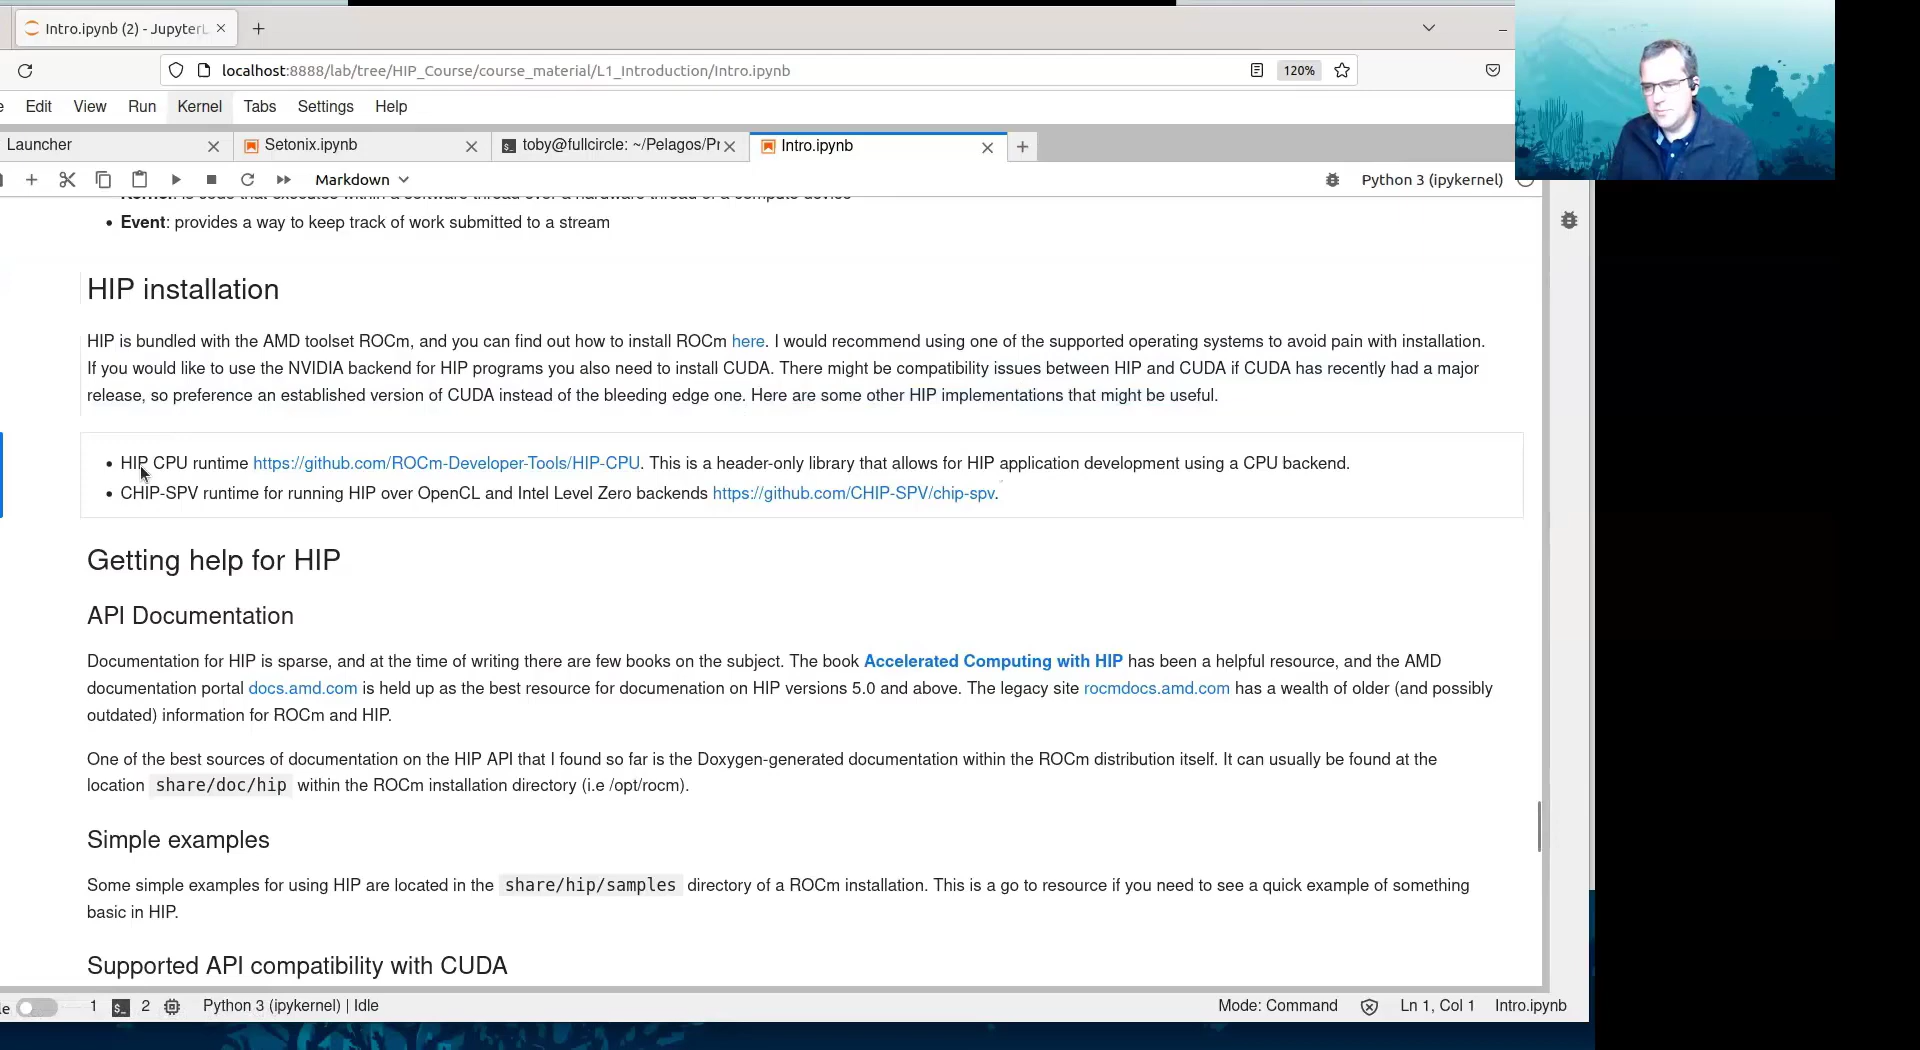 Intro.ipynb (2) - JupyterL
localhost:8888/lab/tree/HIP_Course/course_material/L1_Introduction/Intro.ipynb
120%
Edit View Run Kernel Tabs Settings Help
Launcher
Setonix.ipynb
toby@fullcircle: ~/Pelagos/Pr
Intro.ipynb
Markdown
Python 3 (ipykernel)
Kernel: is code that executes within a software thread over a hardware thread of a compute device
• Event: provides a way to keep track of work submitted to a stream
HIP installation
HIP is bundled with the AMD toolset ROCm, and you can find out how to install ROCm here. I would recommend using one of the supported operating systems to avoid pain with installation.
If you would like to use the NVIDIA backend for HIP programs you also need to install CUDA. There might be compatibility issues between HIP and CUDA if CUDA has recently had a major
release, so preference an established version of CUDA instead of the bleeding edge one. Here are some other HIP implementations that might be useful.
• HIP CPU runtime https://github.com/ROCm-Developer-Tools/HIP-CPU. This is a header-only library that allows for HIP application development using a CPU backend.
• CHIP-SPV runtime for running HIP over OpenCL and Intel Level Zero backends https://github.com/CHIP-SPV/chip-spv.
Getting help for HIP
API Documentation
Documentation for HIP is sparse, and at the time of writing there are few books on the subject. The book Accelerated Computing with HIP has been a helpful resource, and the AMD
documentation portal docs.amd.com is held up as the best resource for documenation on HIP versions 5.0 and above. The legacy site rocmdocs.amd.com has a wealth of older (and possibly
outdated) information for ROCm and HIP.
One of the best sources of documentation on the HIP API that I found so far is the Doxygen-generated documentation within the ROCm distribution itself. It can usually be found at the
location share/doc/hip within the ROCm installation directory (i.e /opt/rocm).
Simple examples
Some simple examples for using HIP are located in the share/hip/samples directory of a ROCm installation. This is a go to resource if you need to see a quick example of something
basic in HIP.
Supported API compatibility with CUDA
1 2 Python 3 (ipykernel) | Idle
Mode: Command
Ln 1, Col 1
Intro.ipynb